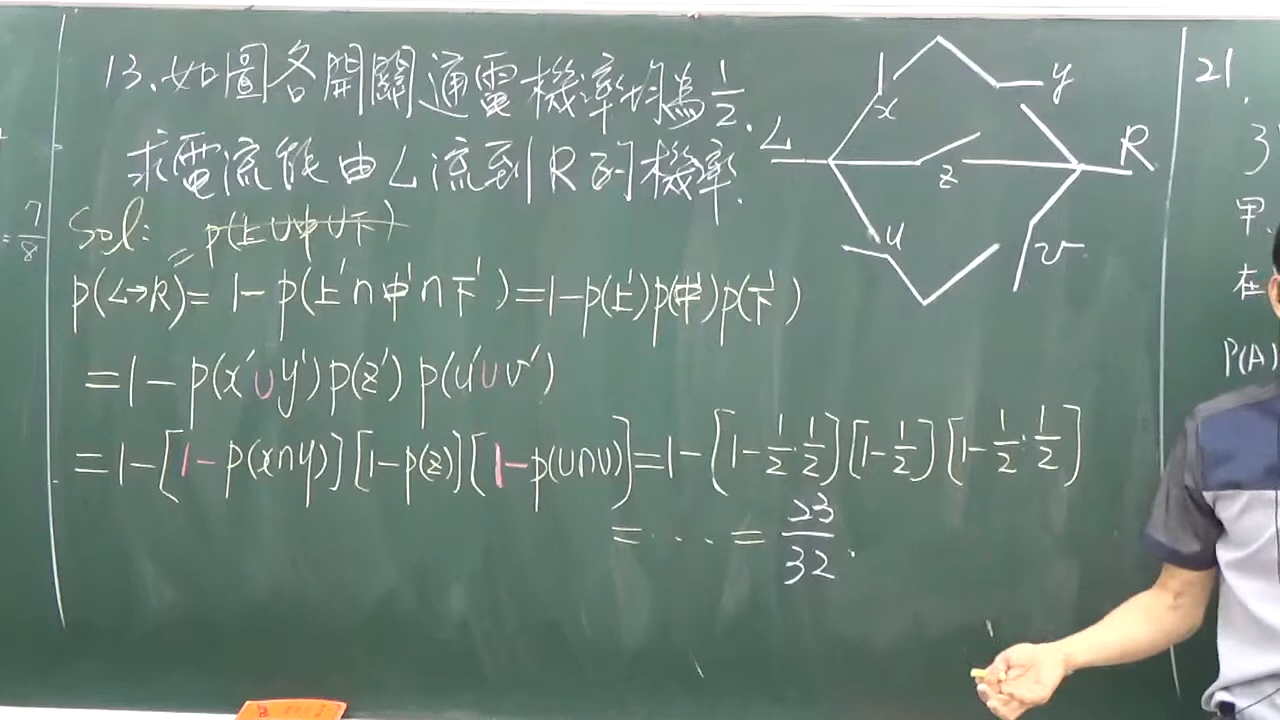 13.如圖各開關通電機率均為1/2.
求電流能由L流到R的機率.
Sol:
= p(上∪中∪下)
p(L→R)= 1-p(上'∩中'∩下')=1-p(上')p(中')p(下')
=1-p(x'∪y')p(z')p(u'∪v')
=1-[1-p(x∩y)][1-p(z)][1-p(u∩v)]=1-[1-1/2·1/2][1-1/2][1-1/2·1/2]
=···=23/32.
L
x
y
z
R
u
v
=7/8
21.
3
甲、
在
P(A)